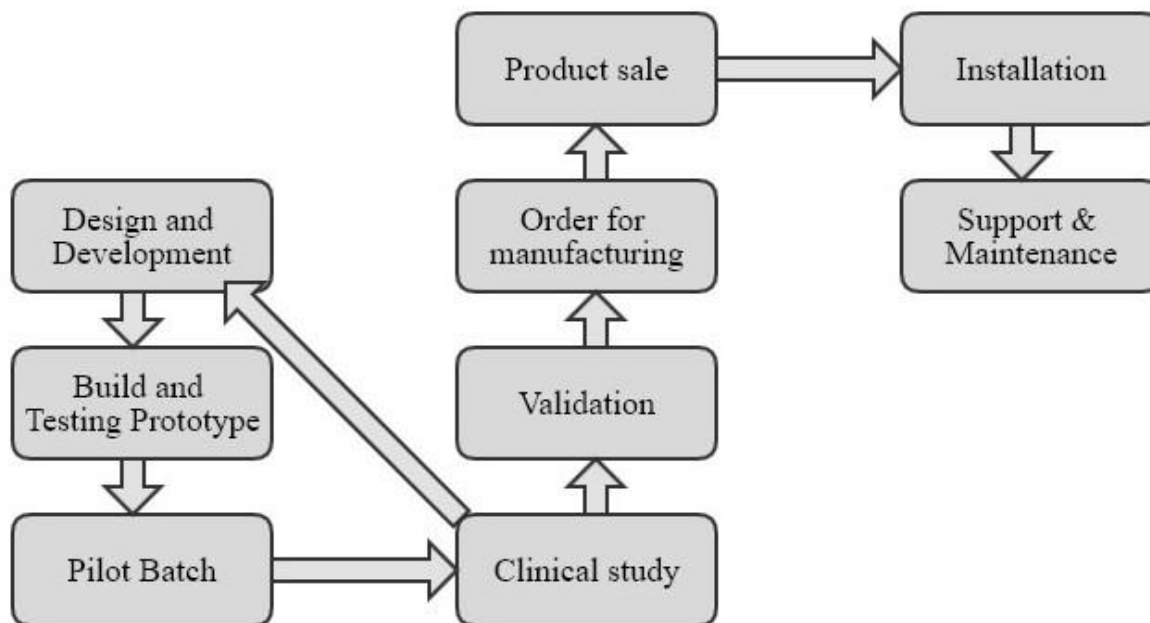 Design and
Development
Build and
Testing Prototype
Pilot Batch
Clinical study
Validation
Order for
manufacturing
Product sale
Installation
Support &
Maintenance